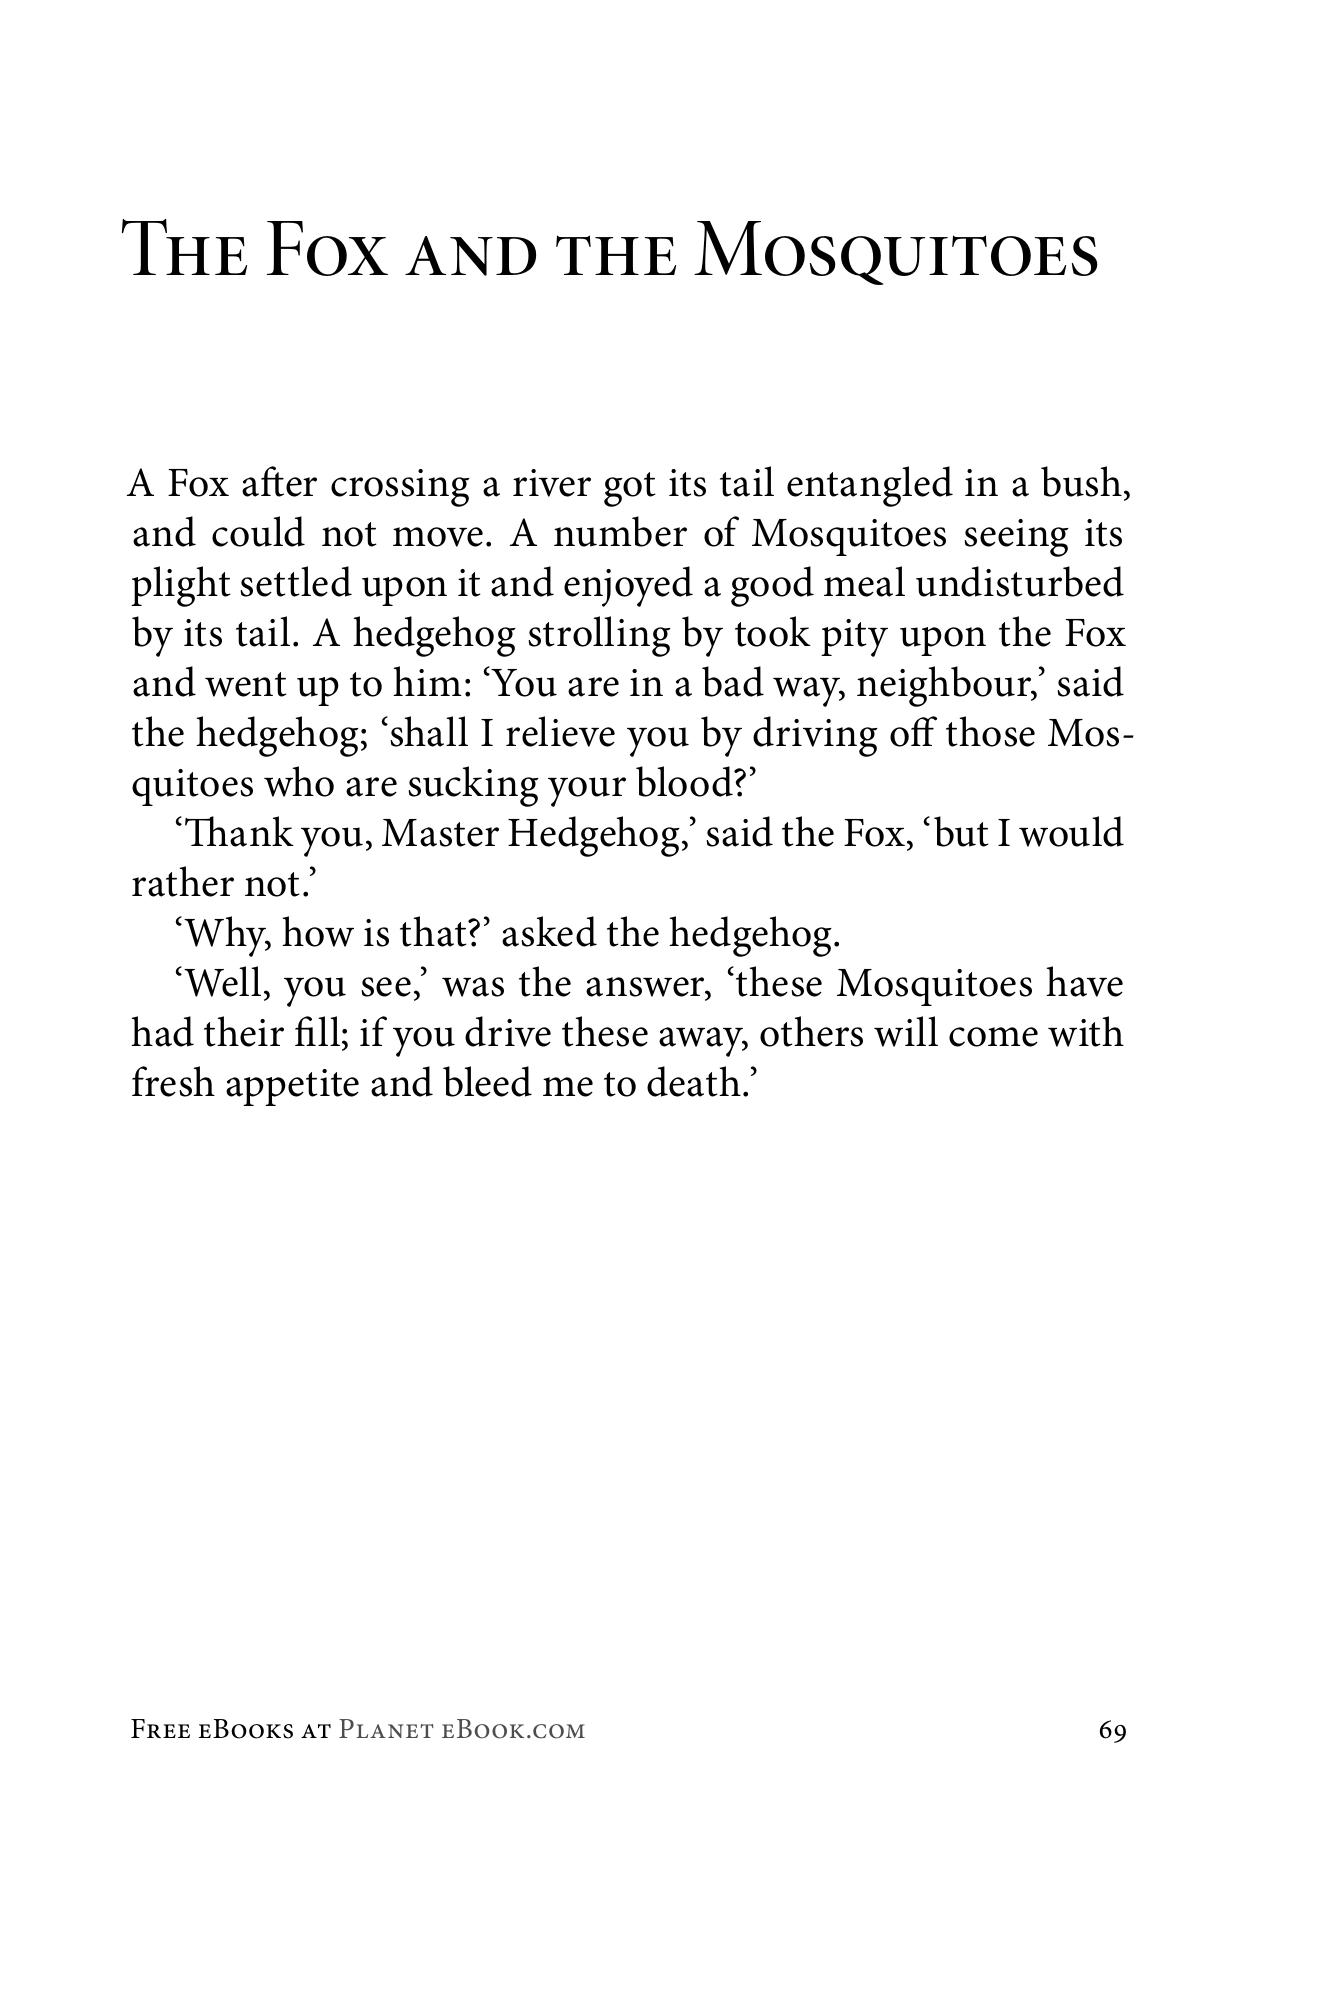 The Fox and the Mosquitoes
A Fox after crossing a river got its tail entangled in a bush,
and could not move. A number of Mosquitoes seeing its
plight settled upon it and enjoyed a good meal undisturbed
by its tail. A hedgehog strolling by took pity upon the Fox
and went up to him: ‘You are in a bad way, neighbour,’ said
the hedgehog; ‘shall I relieve you by driving off those Mos-
quitoes who are sucking your blood?’
‘Thank you, Master Hedgehog,’ said the Fox, ‘but I would
rather not.’
‘Why, how is that?’ asked the hedgehog.
‘Well, you see,’ was the answer, ‘these Mosquitoes have
had their fill; if you drive these away, others will come with
fresh appetite and bleed me to death.’
Free eBooks at Planet eBook.com 69